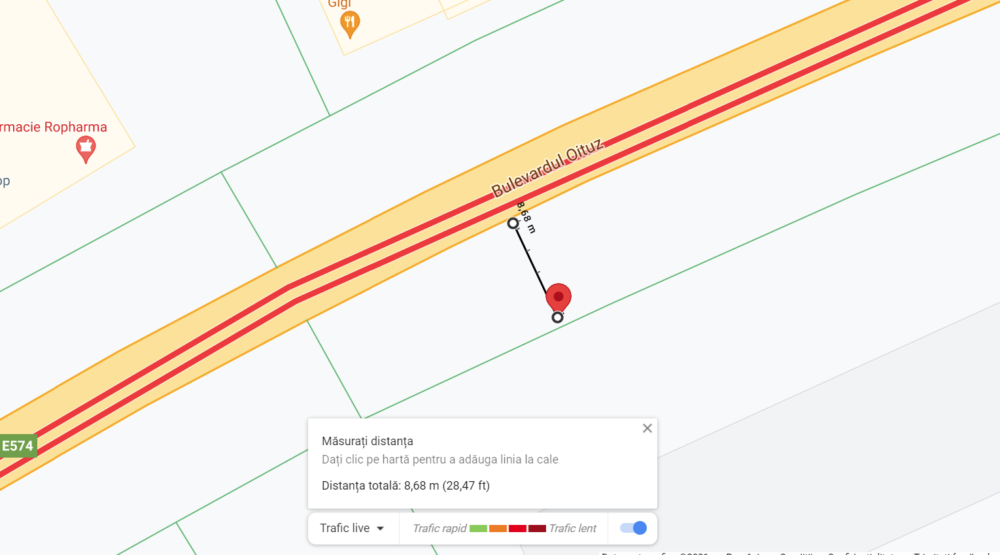 Gigi
rmacie Ropharma
op
Bulevardul Oituz
8,68 m
E574
Măsurați distanța
Dați clic pe hartă pentru a adăuga linia la cale
Distanța totală: 8,68 m (28,47 ft)
Trafic live
Trafic rapid
Trafic lent